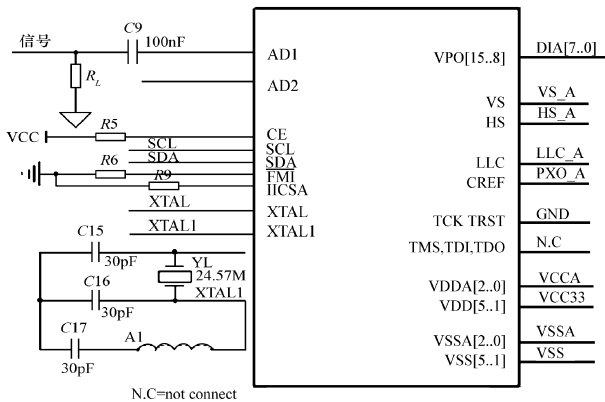 信号
C9
100nF
R_L
AD1
AD2
VCC
R5
CE
SCL
SCL
SDA
SDA
R6
FMI
R9
IICSA
XTAL
XTAL
XTAL1
XTAL1
C15
30pF
YL
24.57M
C16
30pF
XTAL1
C17
30pF
A1
VPO[15..8]
DIA[7..0]
VS
VS_A
HS
HS_A
LLC
LLC_A
CREF
PXO_A
TCK TRST
GND
TMS,TDI,TDO
N.C
VDDA[2..0]
VCCA
VDD[5..1]
VCC33
VSSA[2..0]
VSSA
VSS[5..1]
VSS
N.C=not connect